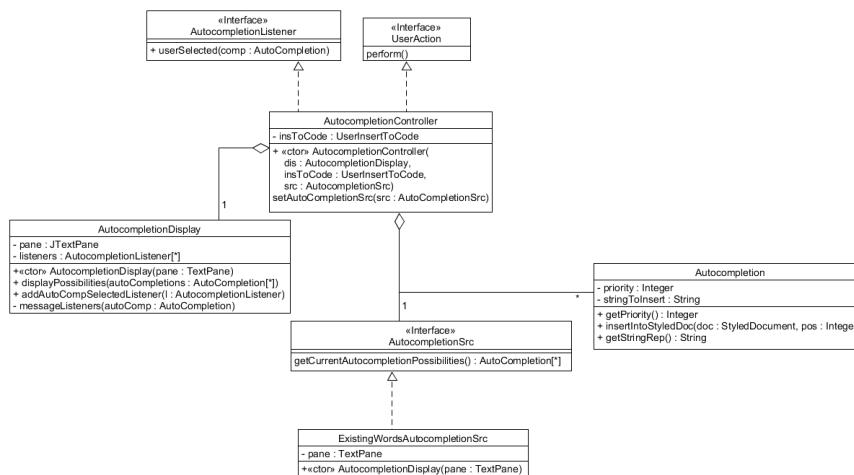 «Interface»
AutocompletionListener
+ userSelected(comp : AutoCompletion)
«Interface»
UserAction
perform()
AutocompletionController
- insToCode : UserInsertToCode
+ «ctor» AutocompletionController(
dis : AutocompletionDisplay,
insToCode : UserInsertToCode,
src : AutocompletionSrc)
setAutoCompletionSrc(src : AutoCompletionSrc)
1
AutocompletionDisplay
- pane : JTextPane
- listeners : AutocompletionListener[*]
+«ctor» AutocompletionDisplay(pane : TextPane)
+ displayPossibilities(autoCompletions : AutoCompletion[*])
+ addAutoCompSelectedListener(l : AutocompletionListener)
- messageListeners(autoComp : AutoCompletion)
1
*
Autocompletion
- priority : Integer
- stringToInsert : String
+ getPriority() : Integer
+ insertIntoStyledDoc(doc : StyledDocument, pos : Intege
+ getStringRep() : String
«Interface»
AutocompletionSrc
getCurrentAutocompletionPossibilities() : AutoCompletion[*]
ExistingWordsAutocompletionSrc
- pane : TextPane
+«ctor» AutocompletionDisplay(pane : TextPane)